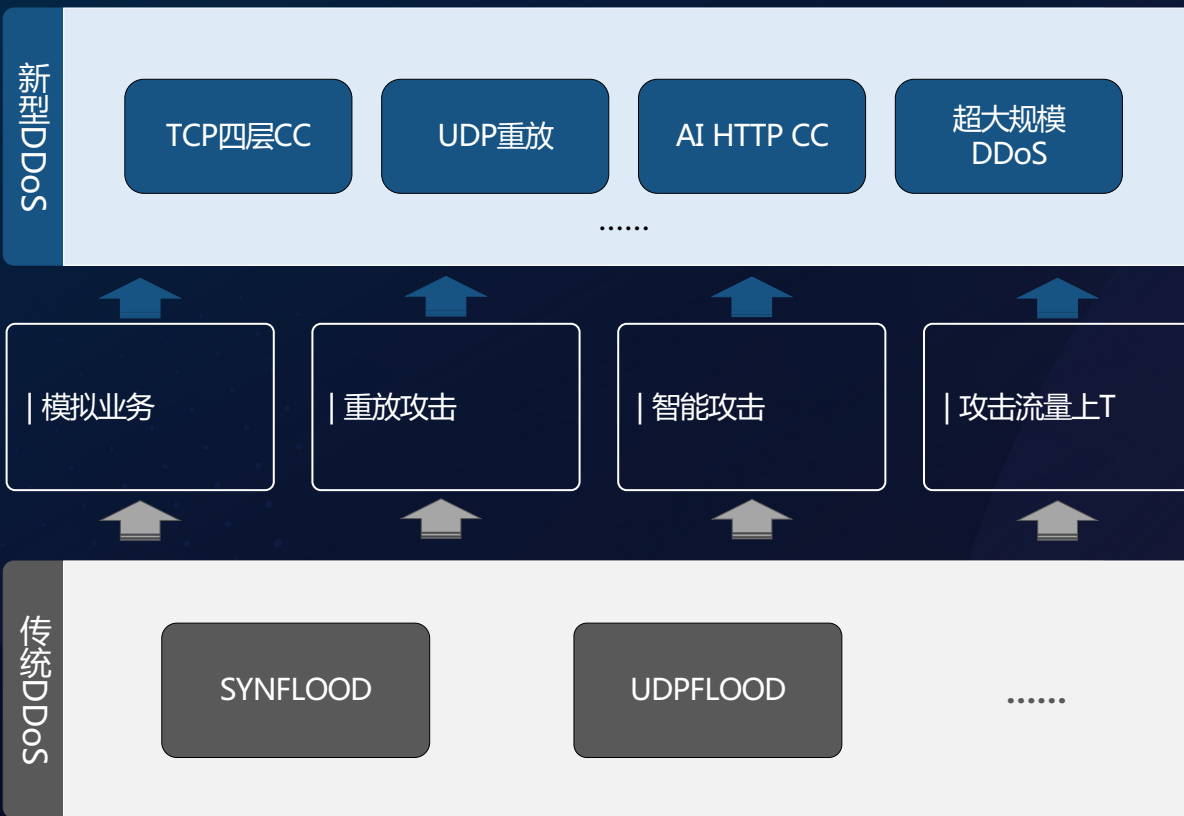 新型DDoS
TCP四层CC
UDP重放
AI HTTP CC
超大规模
DDoS
......
| 模拟业务
| 重放攻击
| 智能攻击
| 攻击流量上T
传统DDoS
SYNFLOOD
UDPFLOOD
......